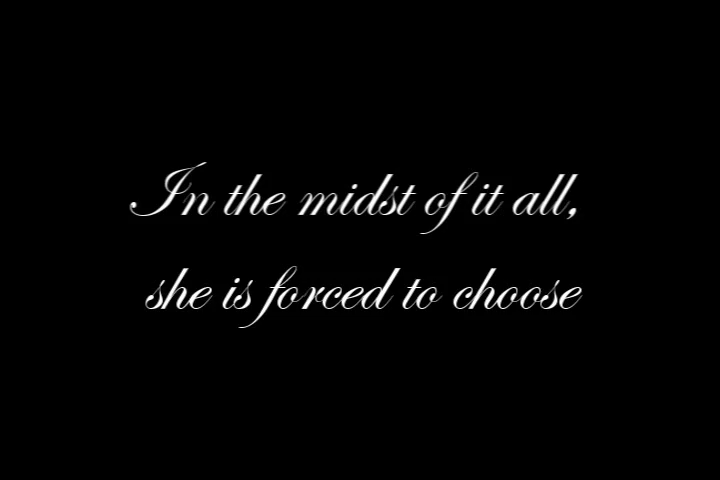 In the midst of it all,
she is forced to choose